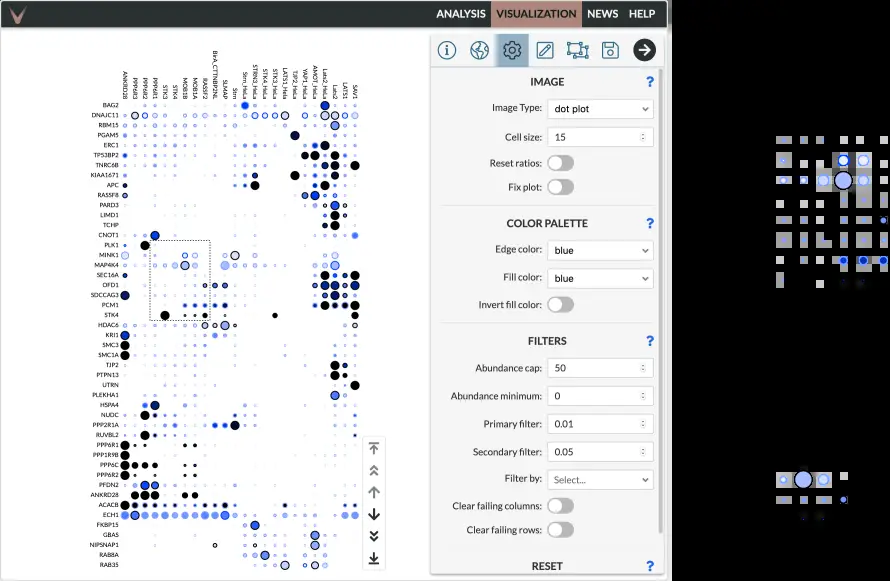 ANALYSIS VISUALIZATION NEWS HELP
ANKRD28 PPP6R3 PPP6R2 PPP6R1 STK3 STK4 MOB1B MOB1A RASSF2 BirA_CTTNBP2NL SLMAP Strn Strn_HeLa STRN3_HeLa STK4_HeLa STK3_HeLa LATS1_Hela TJP2_HeLa YAP1_HeLa AMOT_HeLa Lats2_HeLa Lats2 LATS1 SAV1
BAG2
DNAJC11
RBM15
PGAM5
ERC1
TP53BP2
TNRC6B
KIAA1671
APC
RASSF8
PARD3
LIMD1
TCHP
CNOT1
PLK1
MINK1
MAP4K4
SEC16A
OFD1
SDCCAG3
PCM1
STK4
HDAC6
KRI1
SMC3
SMC1A
TJP2
PTPN13
UTRN
PLEKHA1
HSPA4
NUDC
PPP2R1A
RUVBL2
PPP6R1
PPP1R9B
PPP6C
PPP6R2
PFDN2
ANKRD28
ACACB
ECH1
FKBP15
GBAS
NIPSNAP1
RAB8A
RAB35
IMAGE ?
Image Type: dot plot
Cell size: 15
Reset ratios:
Fix plot:
COLOR PALETTE ?
Edge color: blue
Fill color: blue
Invert fill color:
FILTERS ?
Abundance cap: 50
Abundance minimum: 0
Primary filter: 0.01
Secondary filter: 0.05
Filter by: Select...
Clear failing columns:
Clear failing rows:
RESET ?